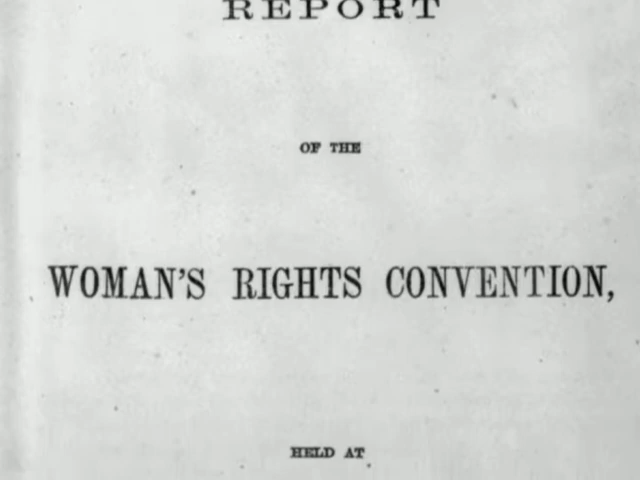 REPORT
OF THE
WOMAN'S RIGHTS CONVENTION,
HELD AT